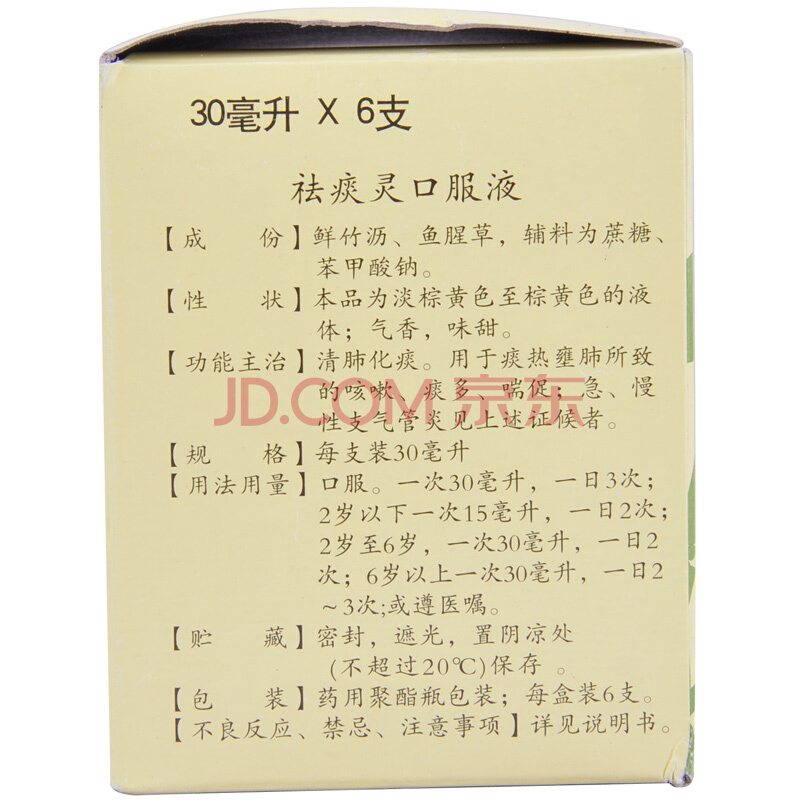 30毫升 X 6支
祛痰灵口服液
【成 份】鲜竹沥、鱼腥草，辅料为蔗糖、
苯甲酸钠。
【性 状】本品为淡棕黄色至棕黄色的液
体；气香，味甜。
【功能主治】清肺化痰。用于痰热壅肺所致
的咳嗽、痰多、喘促；急、慢
性支气管炎见上述证候者。
JD.COM 京东
【规 格】每支装30毫升
【用法用量】口服。一次30毫升，一日3次；
2岁以下一次15毫升，一日2次；
2岁至6岁，一次30毫升，一日2
次；6岁以上一次30毫升，一日2
～3次;或遵医嘱。
【贮 藏】密封，遮光，置阴凉处
(不超过20℃)保存 。
【包 装】药用聚酯瓶包装；每盒装6支。
【不良反应、禁忌、注意事项】详见说明书。